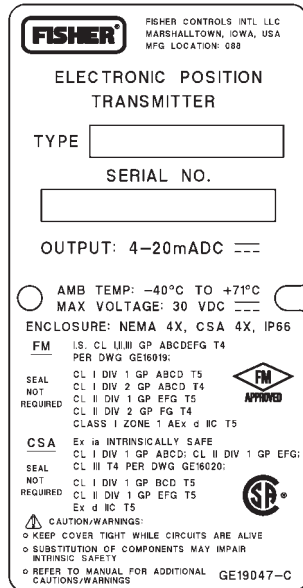 FISHER®
FISHER CONTROLS INTL LLC
MARSHALLTOWN, IOWA, USA
MFG LOCATION: 088
ELECTRONIC POSITION
TRANSMITTER
TYPE
SERIAL NO.
OUTPUT: 4-20mADC
AMB TEMP: -40°C TO +71°C
MAX VOLTAGE: 30 VDC
ENCLOSURE: NEMA 4X, CSA 4X, IP66
FM
I.S. CL I,II,III GP ABCDEFG T4
PER DWG GE16019;
SEAL
NOT
REQUIRED
CL I DIV 1 GP ABCD T5
CL I DIV 2 GP ABCD T4
CL II DIV 1 GP EFG T5
CL II DIV 2 GP FG T4
CLASS I ZONE 1 AEx d IIC T5
FM
APPROVED
CSA
Ex ia INTRINSICALLY SAFE
CL I DIV 1 GP ABCD; CL II DIV 1 GP EFG;
CL III T4 PER DWG GE16020;
SEAL
NOT
REQUIRED
CL I DIV 1 GP BCD T5
CL II DIV 1 GP EFG T5
Ex d IIC T5
SA®
CAUTION/WARNINGS:
o KEEP COVER TIGHT WHILE CIRCUITS ARE ALIVE
o SUBSTITUTION OF COMPONENTS MAY IMPAIR
INTRINSIC SAFETY
o REFER TO MANUAL FOR ADDITIONAL
CAUTIONS/WARNINGS
GE19047-C